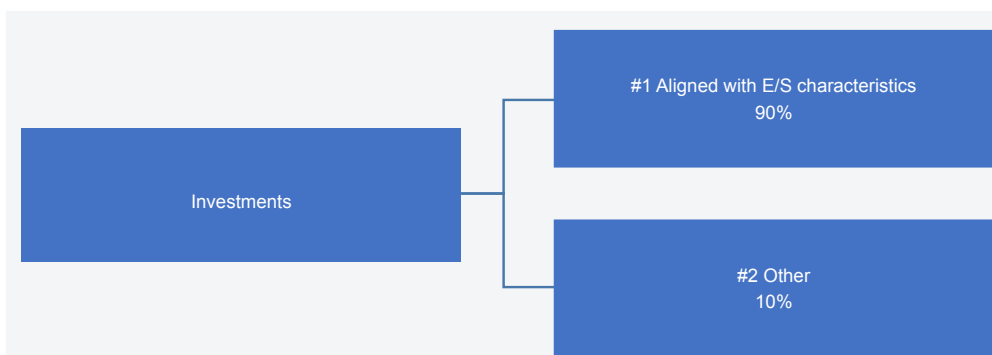 Investments
#1 Aligned with E/S characteristics
90%
#2 Other
10%